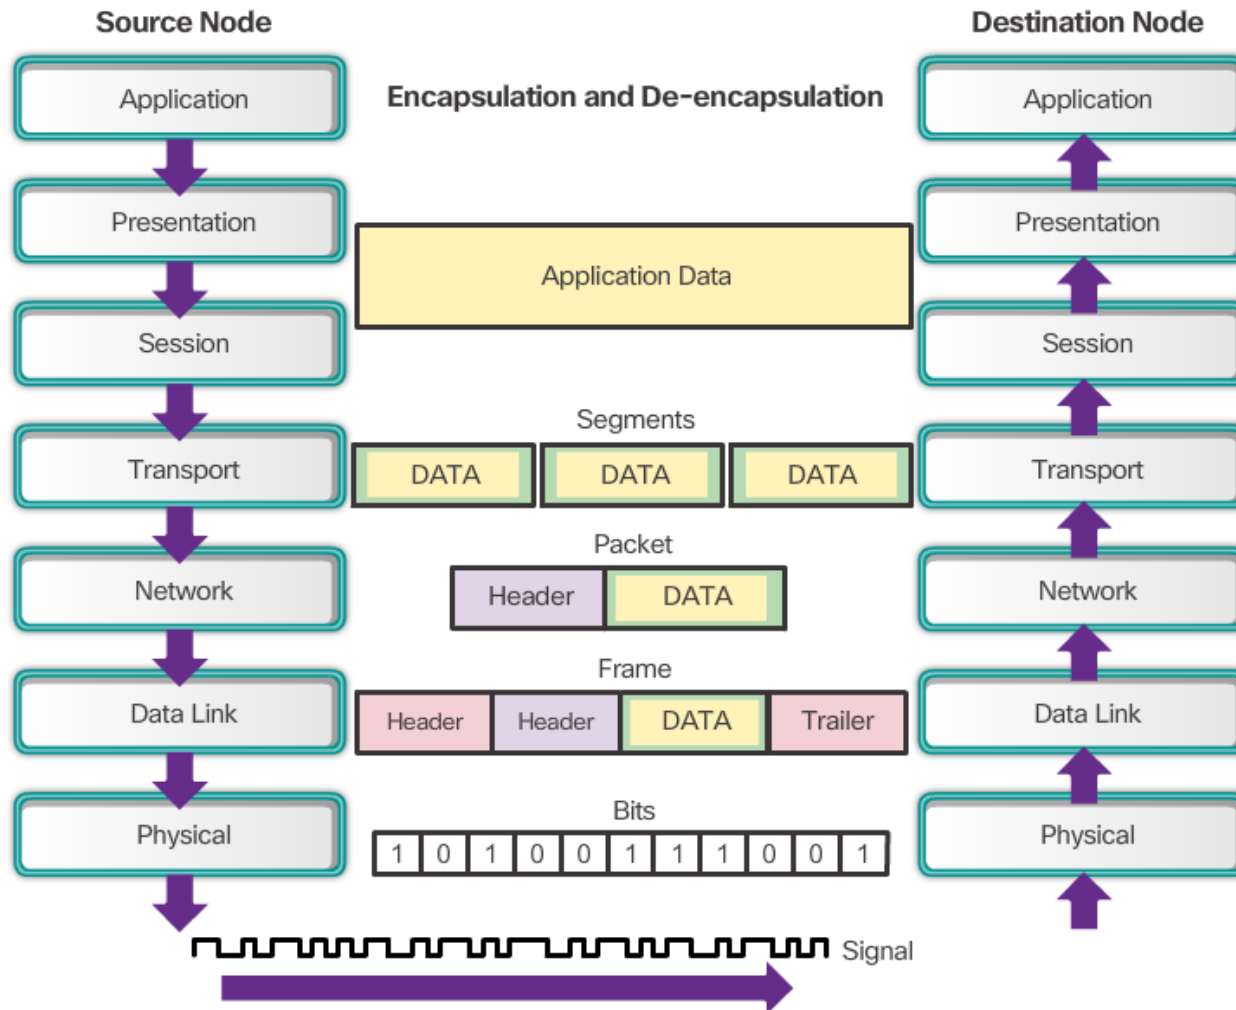 Source Node
Destination Node
Encapsulation and De-encapsulation
Application
Application
Presentation
Presentation
Application Data
Session
Session
Segments
Transport
DATA
DATA
DATA
Transport
Packet
Network
Header
DATA
Network
Frame
Data Link
Header
Header
DATA
Trailer
Data Link
Bits
Physical
1 0 1 0 0 1 1 1 0 0 1
Physical
Signal